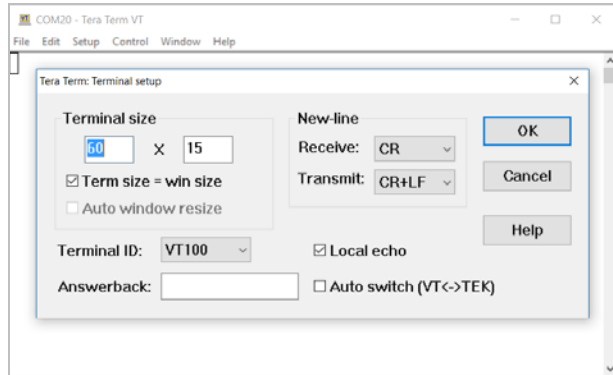 COM20 - Tera Term VT
File Edit Setup Control Window Help
Tera Term: Terminal setup
Terminal size
60 X 15
Term size = win size
Auto window resize
New-line
Receive: CR
Transmit: CR+LF
OK
Cancel
Help
Terminal ID: VT100
Local echo
Answerback:
Auto switch (VT<->TEK)